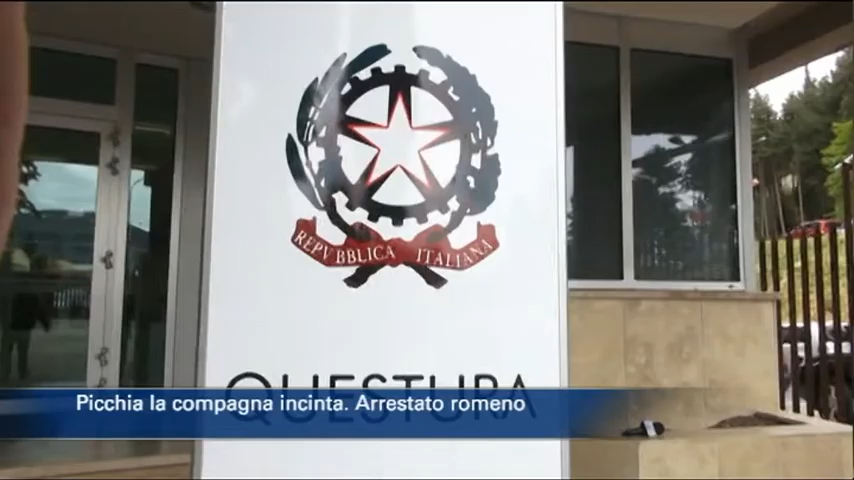 REPVBBLICA ITALIANA
QUESTURA
Picchia la compagna incinta. Arrestato romeno